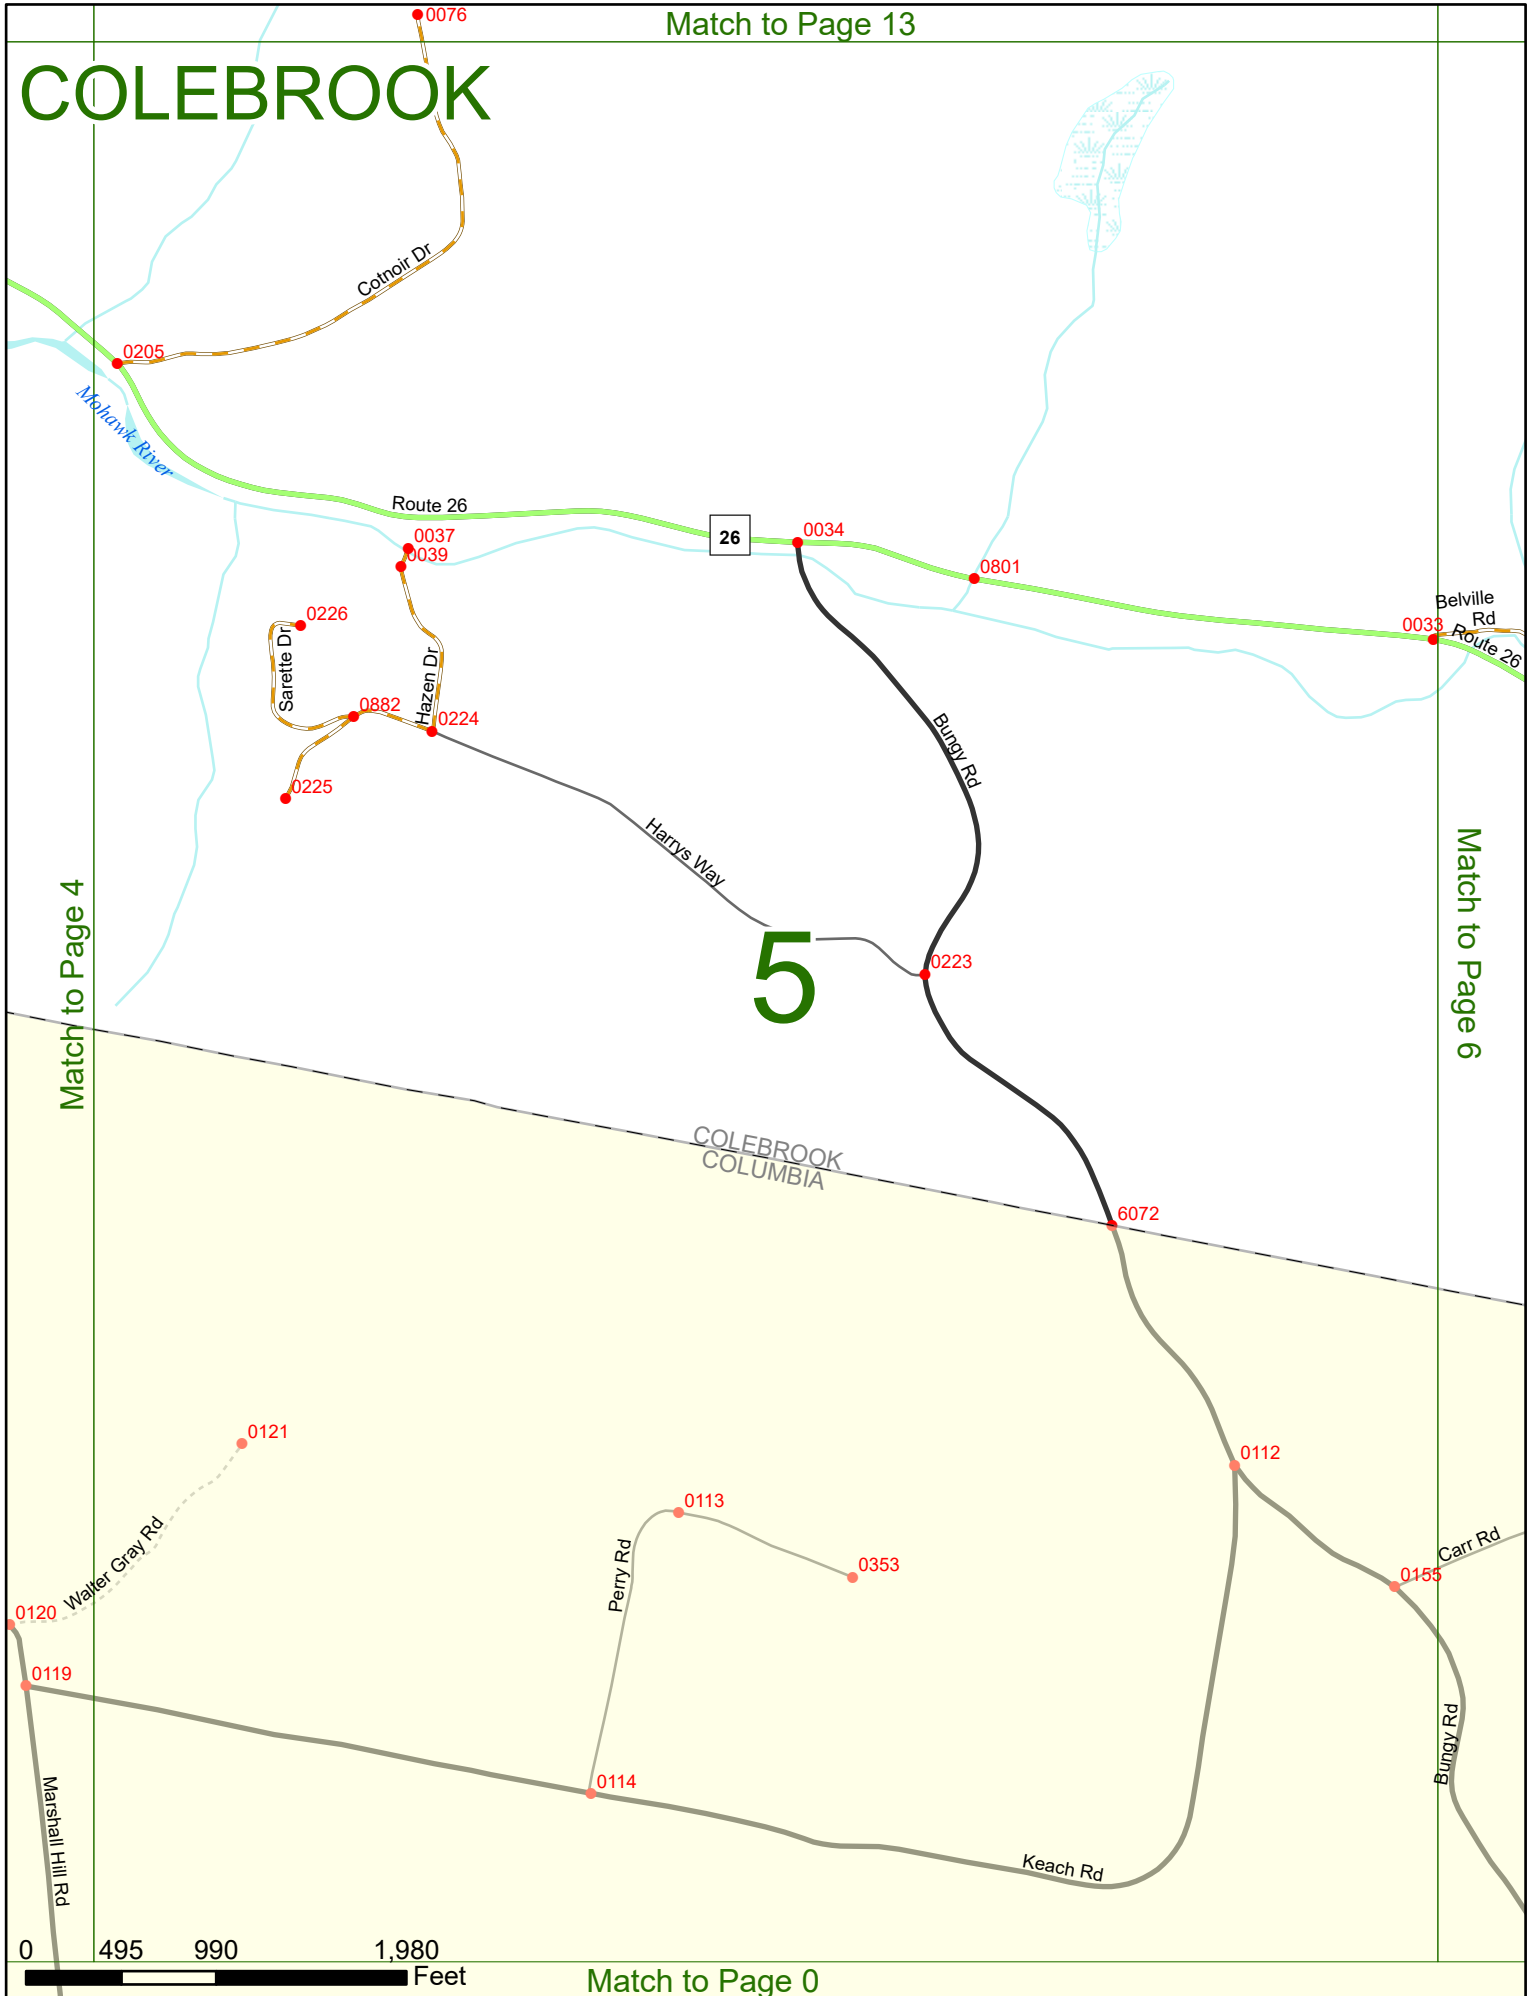 0076
Match to Page 13
COLEBROOK
Cotnoir Dr
0205
Mohawk River
Route 26
26
0034
0037
0039
0801
Belville
Rd
0033
Route 26
0226
Sarette Dr
Hazen Dr
0882
0224
Bungy Rd
0225
Harrys Way
Match to Page 4
Match to Page 6
5
0223
COLEBROOK
COLUMBIA
6072
0121
0112
0113
Walter Gray Rd
Perry Rd
0353
Carr Rd
0155
0120
0119
Bungy Rd
0114
Marshall Hill Rd
Keach Rd
0 495 990 1,980
Feet
Match to Page 0